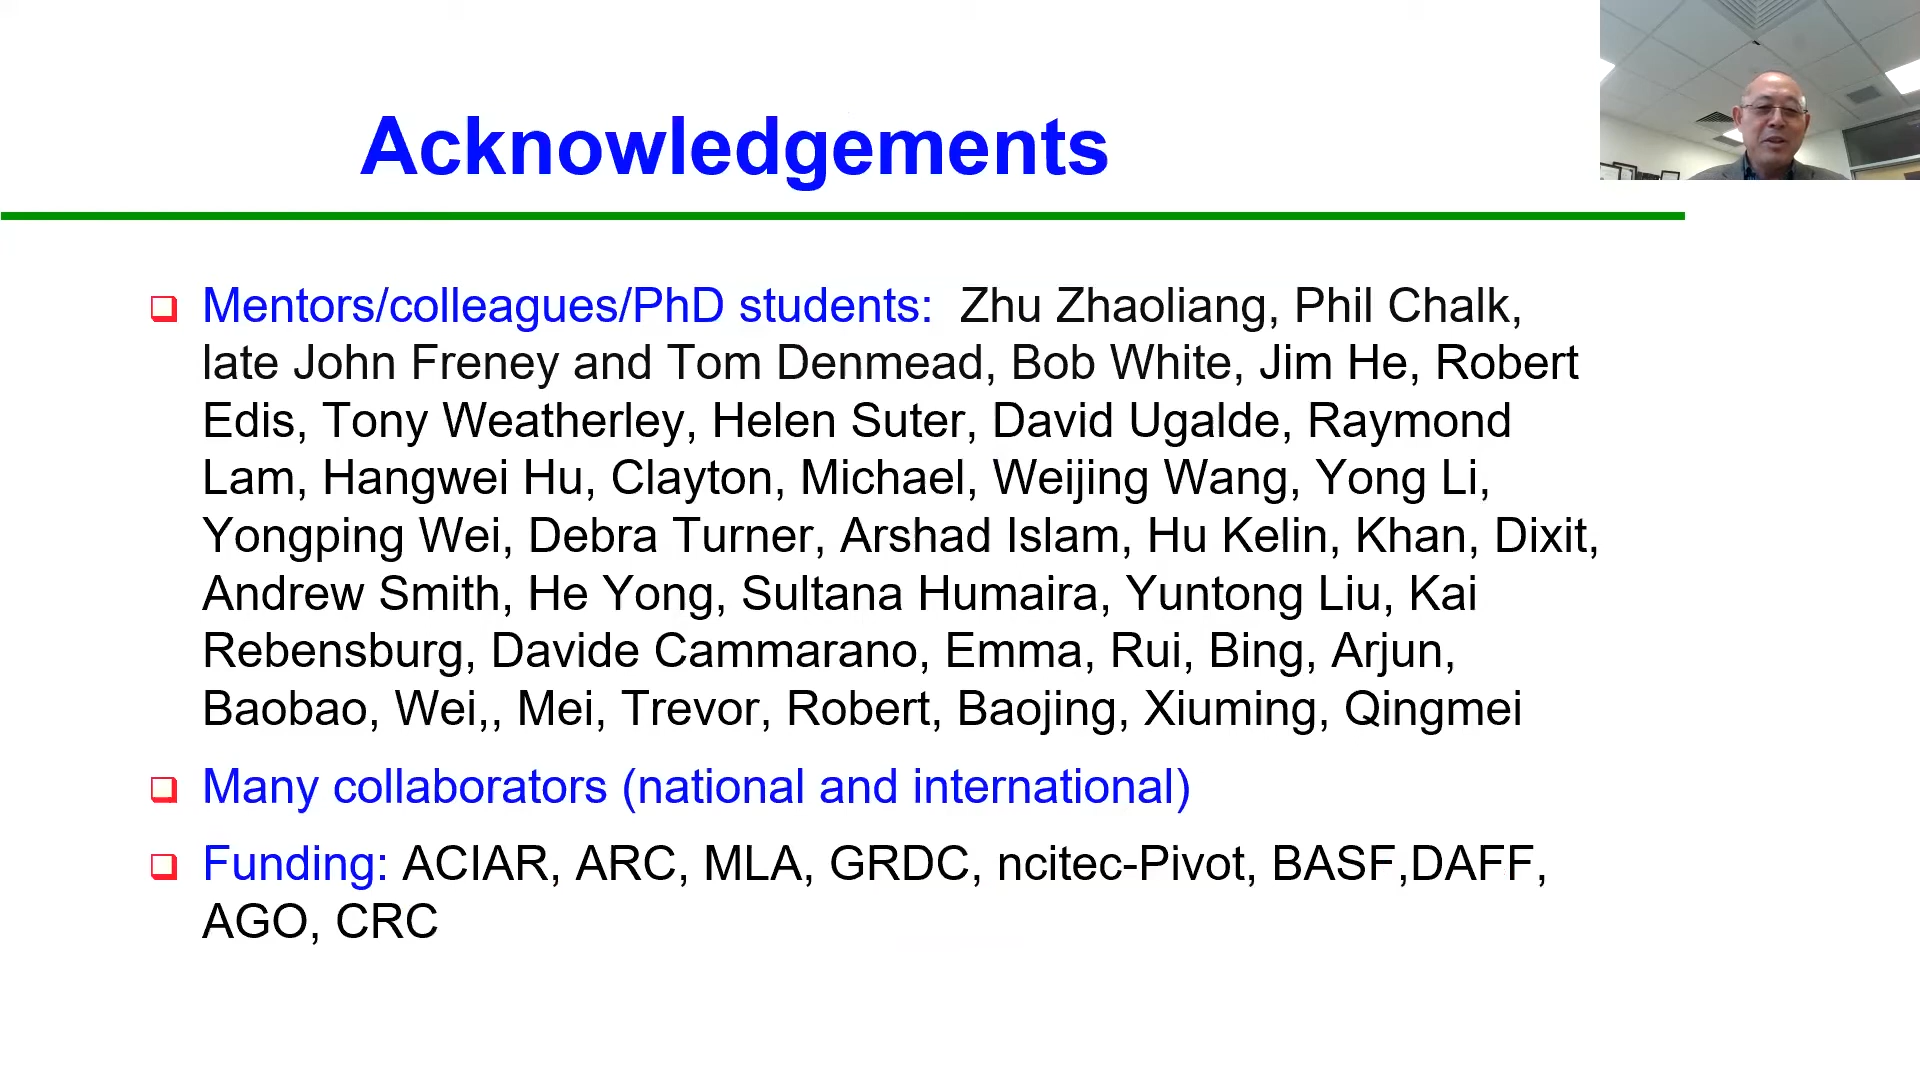 Acknowledgements
Mentors/colleagues/PhD students: Zhu Zhaoliang, Phil Chalk,
late John Freney and Tom Denmead, Bob White, Jim He, Robert
Edis, Tony Weatherley, Helen Suter, David Ugalde, Raymond
Lam, Hangwei Hu, Clayton, Michael, Weijing Wang, Yong Li,
Yongping Wei, Debra Turner, Arshad Islam, Hu Kelin, Khan, Dixit,
Andrew Smith, He Yong, Sultana Humaira, Yuntong Liu, Kai
Rebensburg, Davide Cammarano, Emma, Rui, Bing, Arjun,
Baobao, Wei,, Mei, Trevor, Robert, Baojing, Xiuming, Qingmei
Many collaborators (national and international)
Funding: ACIAR, ARC, MLA, GRDC, ncitec-Pivot, BASF,DAFF,
AGO, CRC